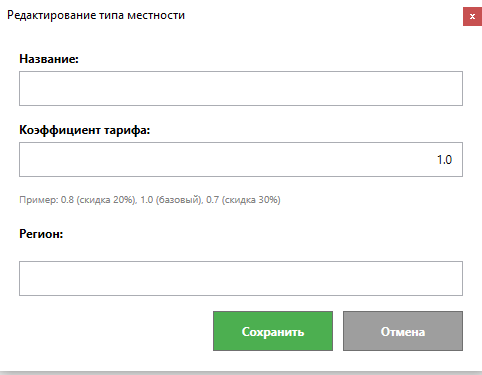 Редактирование типа местности
x
Название:
Коэффициент тарифа:
1.0
Пример: 0.8 (скидка 20%), 1.0 (базовый), 0.7 (скидка 30%)
Регион:
Сохранить
Отмена